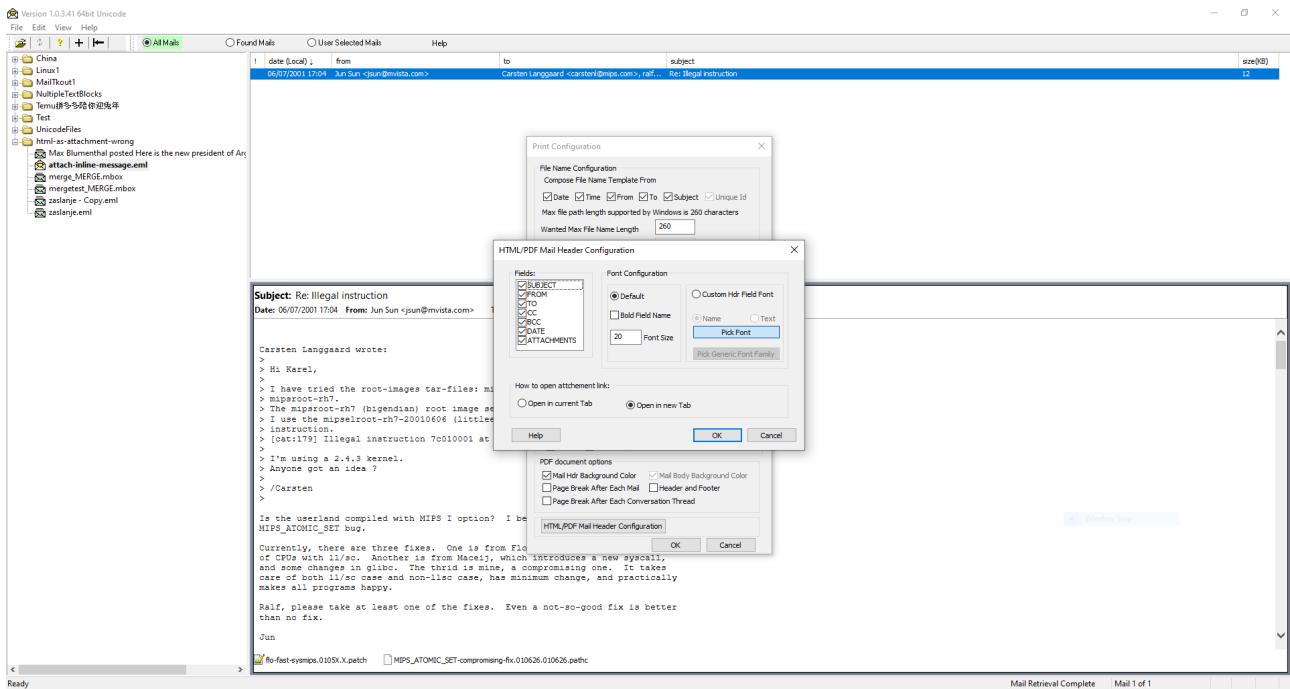 Version 1.0.3.41 64bit Unicode
File Edit View Help
All Mails Found Mails User Selected Mails Help
China
Linux1
MailTkout1
NultipleTextBlocks
Temu拼多多陪你迎兔年
Test
UnicodeFiles
html-as-attachment-wrong
Max Blumenthal posted Here is the new president of Arg
attach-inline-message.eml
merge_MERGE.mbox
mergetest_MERGE.mbox
zaslanje - Copy.eml
zaslanje.eml
! date (Local) ↓ from to subject size(KB)
06/07/2001 17:04 Jun Sun <jsun@mvista.com> Carsten Langgaard <carstenl@mips.com>, ralf... Re: Illegal instruction 12
Print Configuration
File Name Configuration
Compose File Name Template From
Date Time From To Subject Unique Id
Max file path length supported by Windows is 260 characters
Wanted Max File Name Length 260
HTML/PDF Mail Header Configuration
Fields:
SUBJECT
FROM
TO
CC
BCC
DATE
ATTACHMENTS
Font Configuration
Default
Bold Field Name
20 Font Size
Custom Hdr Field Font
Name Text
Pick Font
Pick Generic Font Family
How to open attchement link:
Open in current Tab Open in new Tab
Help OK Cancel
PDF document options
Mail Hdr Background Color Mail Body Background Color
Page Break After Each Mail Header and Footer
Page Break After Each Conversation Thread
HTML/PDF Mail Header Configuration
OK Cancel
Subject: Re: Illegal instruction
Date: 06/07/2001 17:04 From: Jun Sun <jsun@mvista.com>
Carsten Langgaard wrote:
>
> Hi Karel,
>
> I have tried the root-images tar-files: mi
> mipsroot-rh7.
> The mipsroot-rh7 (bigendian) root image se
> I use the mipselroot-rh7-20010606 (littlee
> instruction.
> [cat:179] Illegal instruction 7c010001 at
>
> I'm using a 2.4.3 kernel.
> Anyone got an idea ?
>
> /Carsten
>
Is the userland compiled with MIPS I option? I be
MIPS_ATOMIC_SET bug.
Currently, there are three fixes. One is from Flo
of CPUs with ll/sc. Another is from Maceij, which introduces a new syscall,
and some changes in glibc. The thrid is mine, a compromising one. It takes
care of both ll/sc case and non-llsc case, has minimum change, and practically
makes all programs happy.
Ralf, please take at least one of the fixes. Even a not-so-good fix is better
than no fix.
Jun
flo-fast-sysmips.0105X.X.patch MIPS_ATOMIC_SET-compromising-fix.010626.010626.pathc
Ready Mail Retrieval Complete Mail 1 of 1